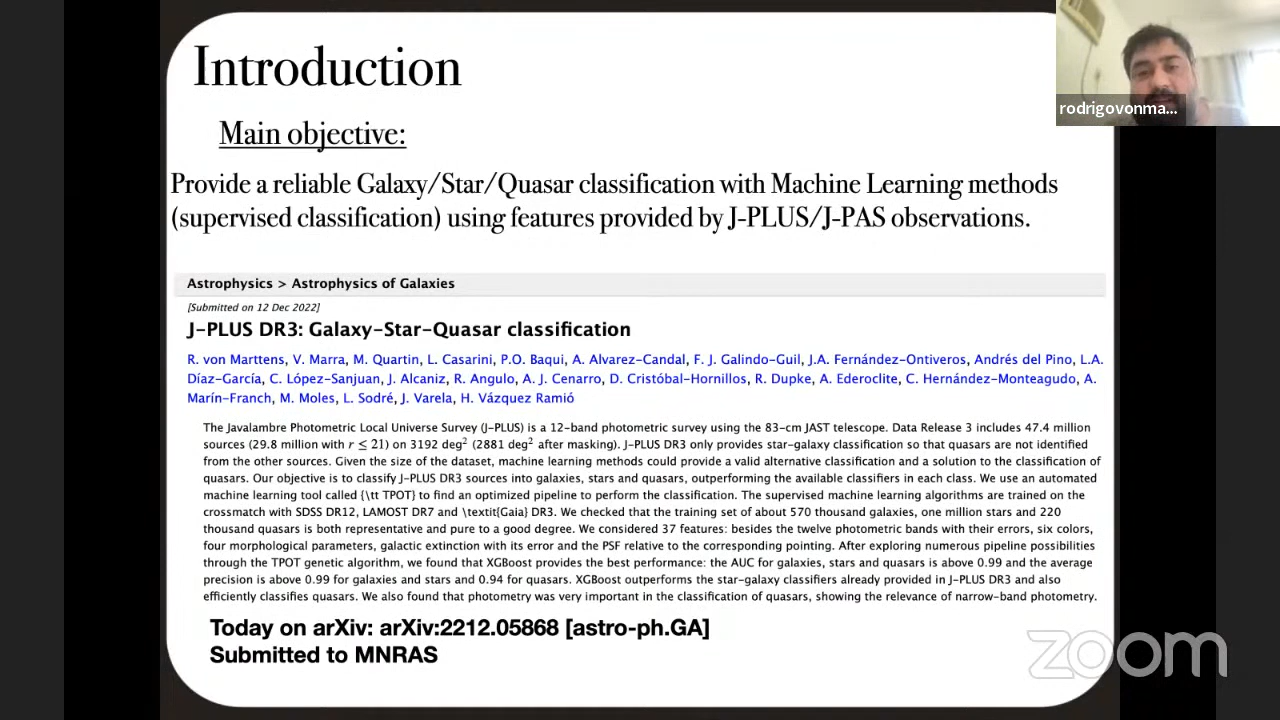 Introduction
rodrigovonma...
Main objective:
Provide a reliable Galaxy/Star/Quasar classification with Machine Learning methods
(supervised classification) using features provided by J-PLUS/J-PAS observations.
Astrophysics > Astrophysics of Galaxies
[Submitted on 12 Dec 2022]
J-PLUS DR3: Galaxy-Star-Quasar classification
R. von Marttens, V. Marra, M. Quartin, L. Casarini, P.O. Baqui, A. Alvarez-Candal, F. J. Galindo-Guil, J.A. Fernández-Ontiveros, Andrés del Pino, L.A.
Díaz-García, C. López-Sanjuan, J. Alcaniz, R. Angulo, A. J. Cenarro, D. Cristóbal-Hornillos, R. Dupke, A. Ederoclite, C. Hernández-Monteagudo, A.
Marín-Franch, M. Moles, L. Sodré, J. Varela, H. Vázquez Ramió
The Javalambre Photometric Local Universe Survey (J-PLUS) is a 12-band photometric survey using the 83-cm JAST telescope. Data Release 3 includes 47.4 million
sources (29.8 million with r ≤ 21) on 3192 deg² (2881 deg² after masking). J-PLUS DR3 only provides star-galaxy classification so that quasars are not identified
from the other sources. Given the size of the dataset, machine learning methods could provide a valid alternative classification and a solution to the classification of
quasars. Our objective is to classify J-PLUS DR3 sources into galaxies, stars and quasars, outperforming the available classifiers in each class. We use an automated
machine learning tool called {\tt TPOT} to find an optimized pipeline to perform the classification. The supervised machine learning algorithms are trained on the
crossmatch with SDSS DR12, LAMOST DR7 and \textit{Gaia} DR3. We checked that the training set of about 570 thousand galaxies, one million stars and 220
thousand quasars is both representative and pure to a good degree. We considered 37 features: besides the twelve photometric bands with their errors, six colors,
four morphological parameters, galactic extinction with its error and the PSF relative to the corresponding pointing. After exploring numerous pipeline possibilities
through the TPOT genetic algorithm, we found that XGBoost provides the best performance: the AUC for galaxies, stars and quasars is above 0.99 and the average
precision is above 0.99 for galaxies and stars and 0.94 for quasars. XGBoost outperforms the star-galaxy classifiers already provided in J-PLUS DR3 and also
efficiently classifies quasars. We also found that photometry was very important in the classification of quasars, showing the relevance of narrow-band photometry.
Today on arXiv: arXiv:2212.05868 [astro-ph.GA]
Submitted to MNRAS
zoom